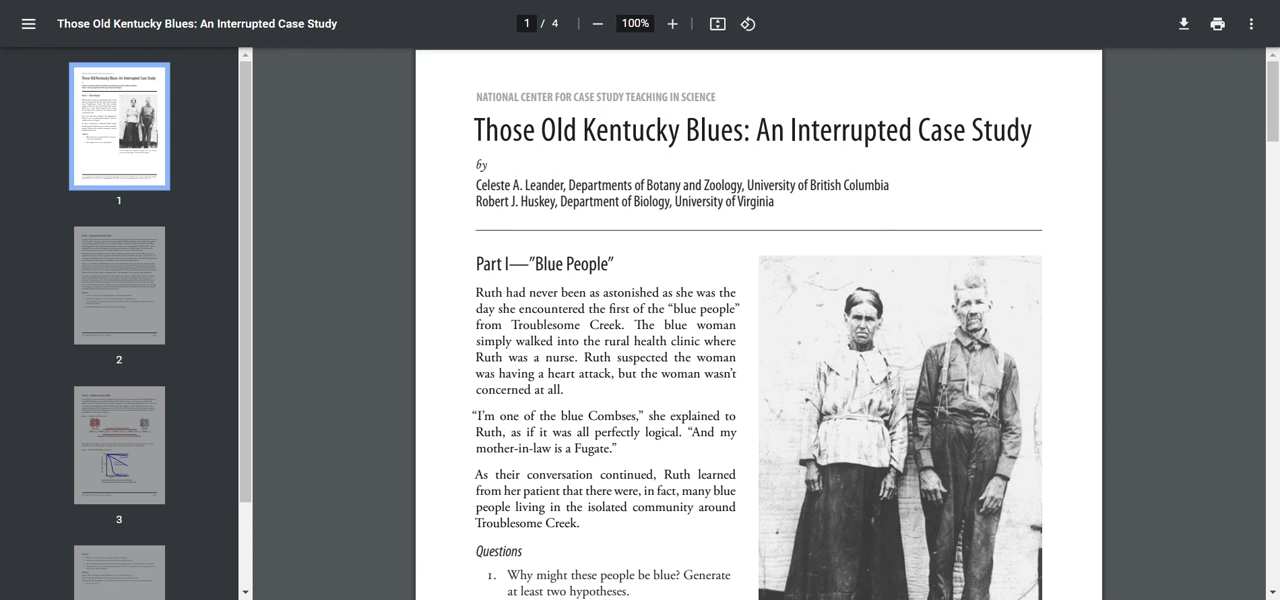 Those Old Kentucky Blues: An Interrupted Case Study
1 / 4
100%
1
2
3
NATIONAL CENTER FOR CASE STUDY TEACHING IN SCIENCE
Those Old Kentucky Blues: An Interrupted Case Study
by
Celeste A. Leander, Departments of Botany and Zoology, University of British Columbia
Robert J. Huskey, Department of Biology, University of Virginia
Part I—"Blue People"
Ruth had never been as astonished as she was the
day she encountered the first of the “blue people”
from Troublesome Creek. The blue woman
simply walked into the rural health clinic where
Ruth was a nurse. Ruth suspected the woman
was having a heart attack, but the woman wasn’t
concerned at all.
“I’m one of the blue Combses,” she explained to
Ruth, as if it was all perfectly logical. “And my
mother-in-law is a Fugate.”
As their conversation continued, Ruth learned
from her patient that there were, in fact, many blue
people living in the isolated community around
Troublesome Creek.
Questions
1. Why might these people be blue? Generate
at least two hypotheses.